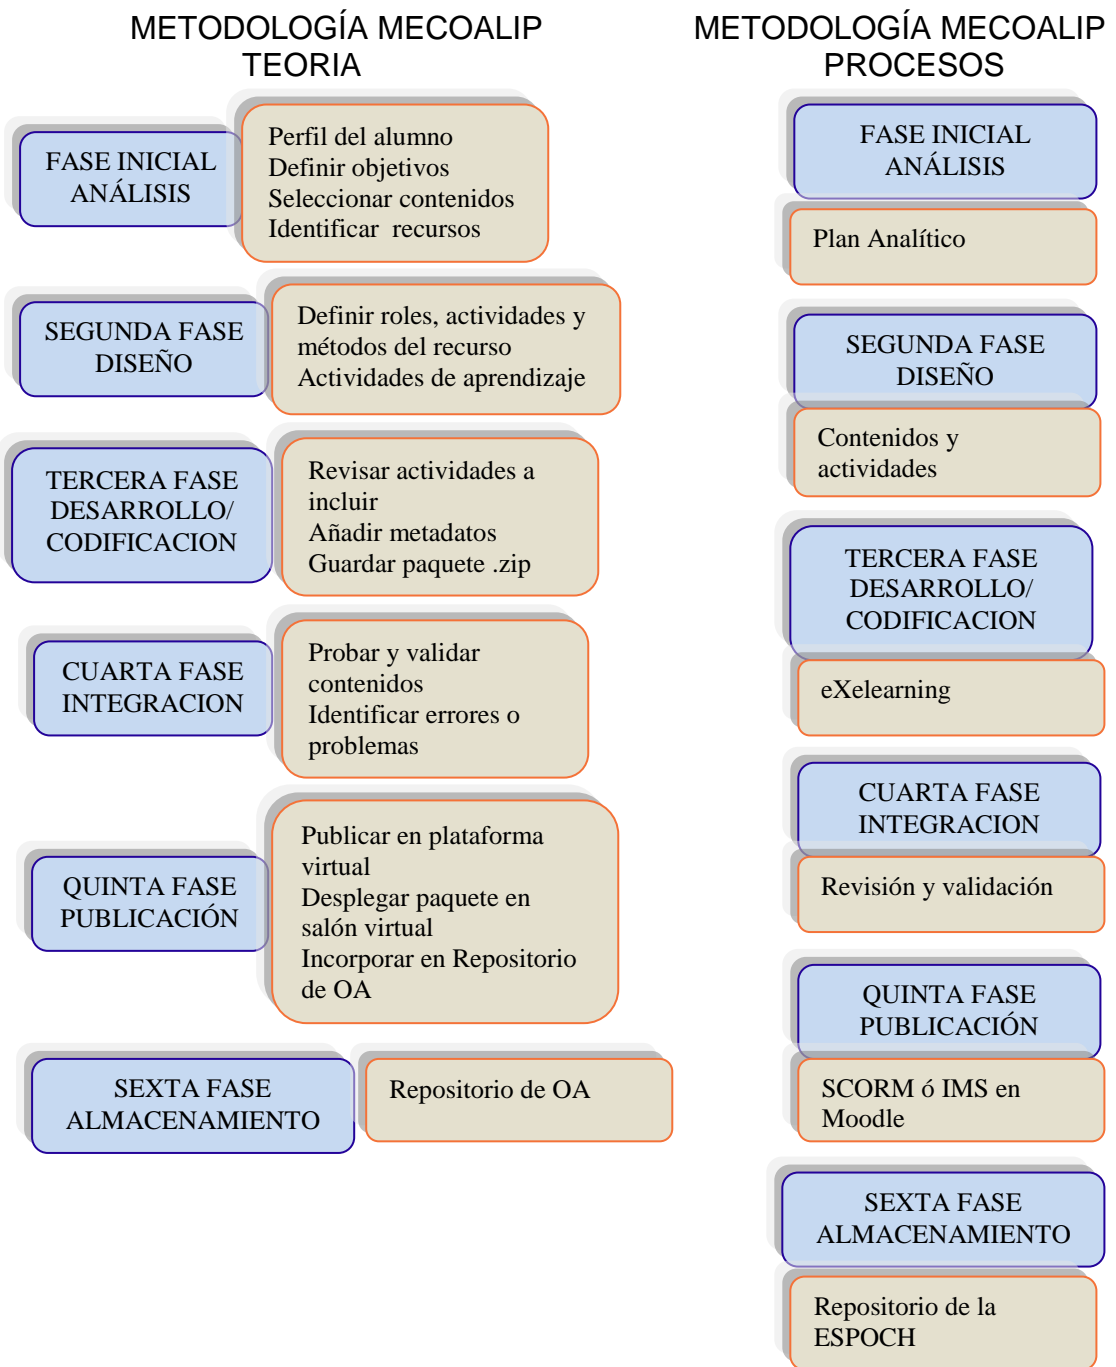 METODOLOGÍA MECOALIP
TEORIA
FASE INICIAL
ANÁLISIS
Perfil del alumno
Definir objetivos
Seleccionar contenidos
Identificar recursos
SEGUNDA FASE
DISEÑO
Definir roles, actividades y
métodos del recurso
Actividades de aprendizaje
TERCERA FASE
DESARROLLO/
CODIFICACION
Revisar actividades a
incluir
Añadir metadatos
Guardar paquete .zip
CUARTA FASE
INTEGRACION
Probar y validar
contenidos
Identificar errores o
problemas
QUINTA FASE
PUBLICACIÓN
Publicar en plataforma
virtual
Desplegar paquete en
salón virtual
Incorporar en Repositorio
de OA
SEXTA FASE
ALMACENAMIENTO
Repositorio de OA
METODOLOGÍA MECOALIP
PROCESOS
FASE INICIAL
ANÁLISIS
Plan Analítico
SEGUNDA FASE
DISEÑO
Contenidos y
actividades
TERCERA FASE
DESARROLLO/
CODIFICACION
eXelearning
CUARTA FASE
INTEGRACION
Revisión y validación
QUINTA FASE
PUBLICACIÓN
SCORM ó IMS en
Moodle
SEXTA FASE
ALMACENAMIENTO
Repositorio de la
ESPOCH